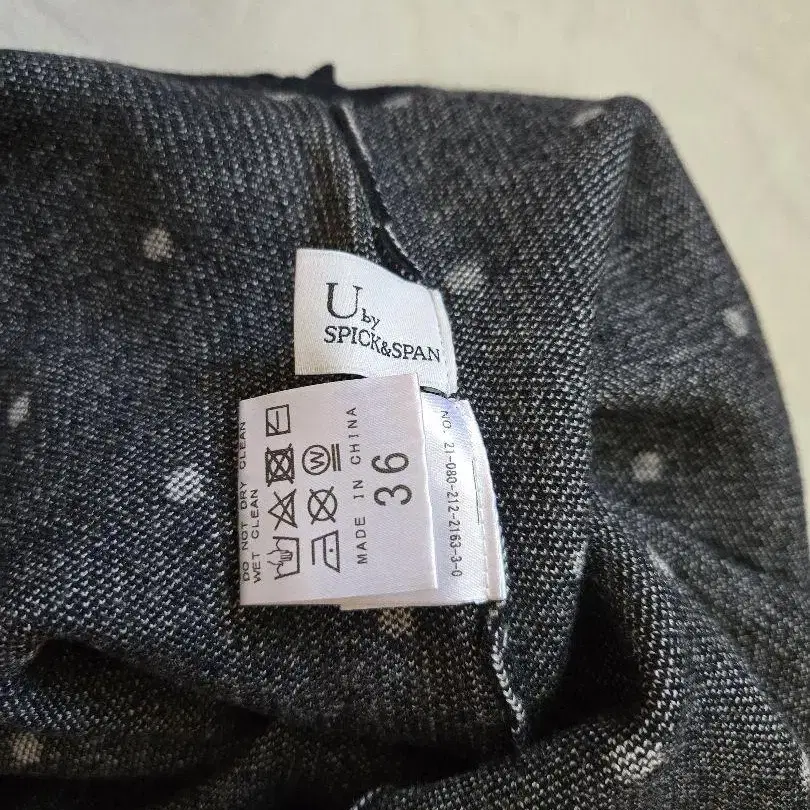 U by
SPICK&SPAN
36
MADE IN CHINA
W
DO NOT DRY CLEAN
WET CLEAN
NO. 21-080-212-2163-3-0